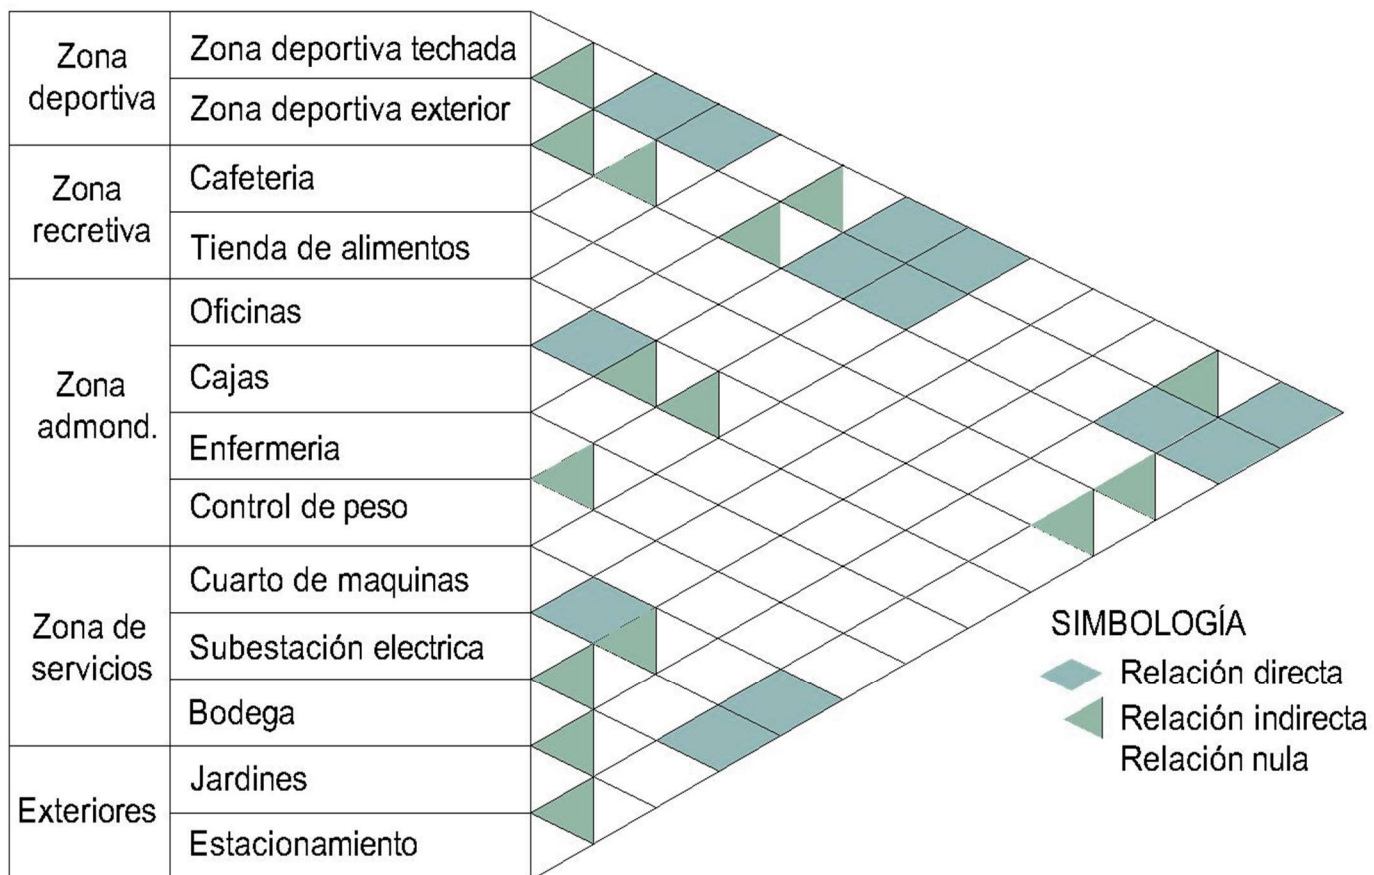 Zona
deportiva
Zona deportiva techada
Zona deportiva exterior
Zona
recretiva
Cafeteria
Tienda de alimentos
Zona
admond.
Oficinas
Cajas
Enfermeria
Control de peso
Zona de
servicios
Cuarto de maquinas
Subestación electrica
Bodega
Exteriores
Jardines
Estacionamiento
SIMBOLOGÍA
Relación directa
Relación indirecta
Relación nula